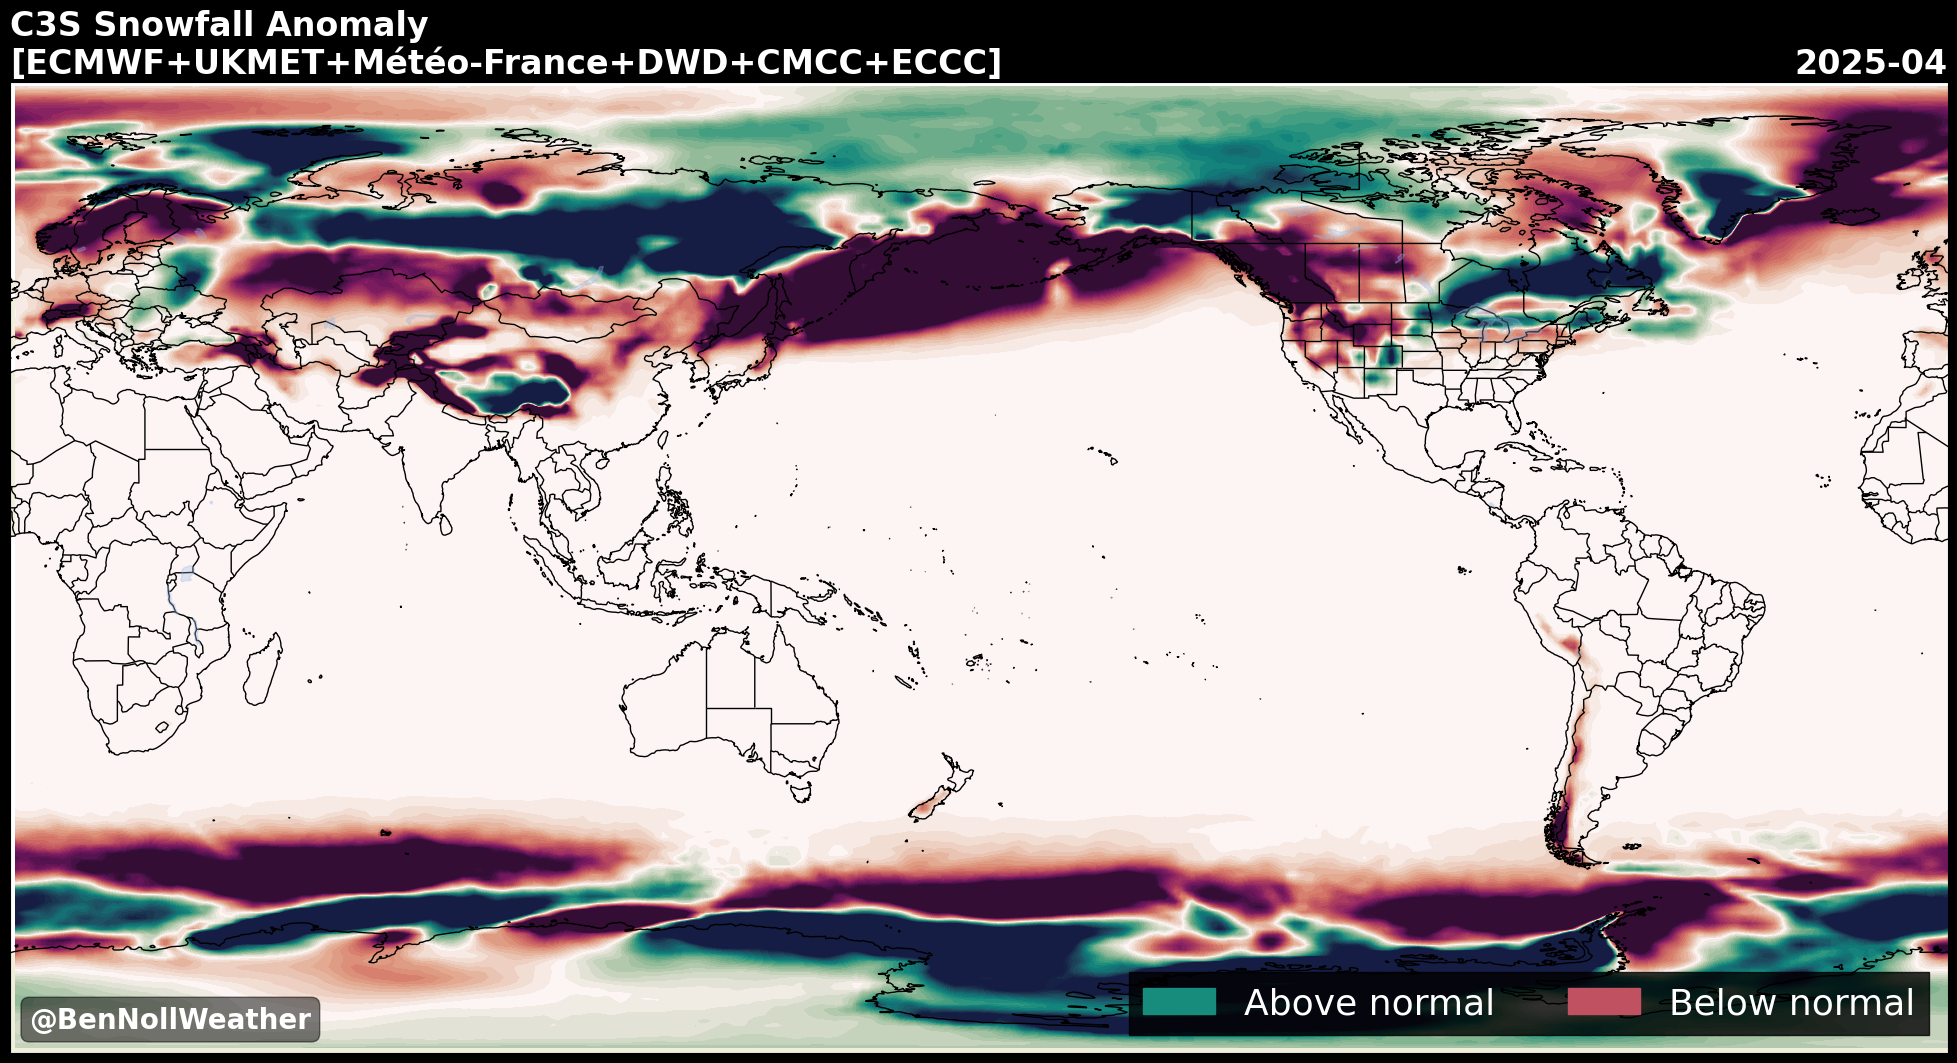 C3S Snowfall Anomaly
[ECMWF+UKMET+Météo-France+DWD+CMCC+ECCC]
2025-04
@BenNollWeather
Above normal
Below normal